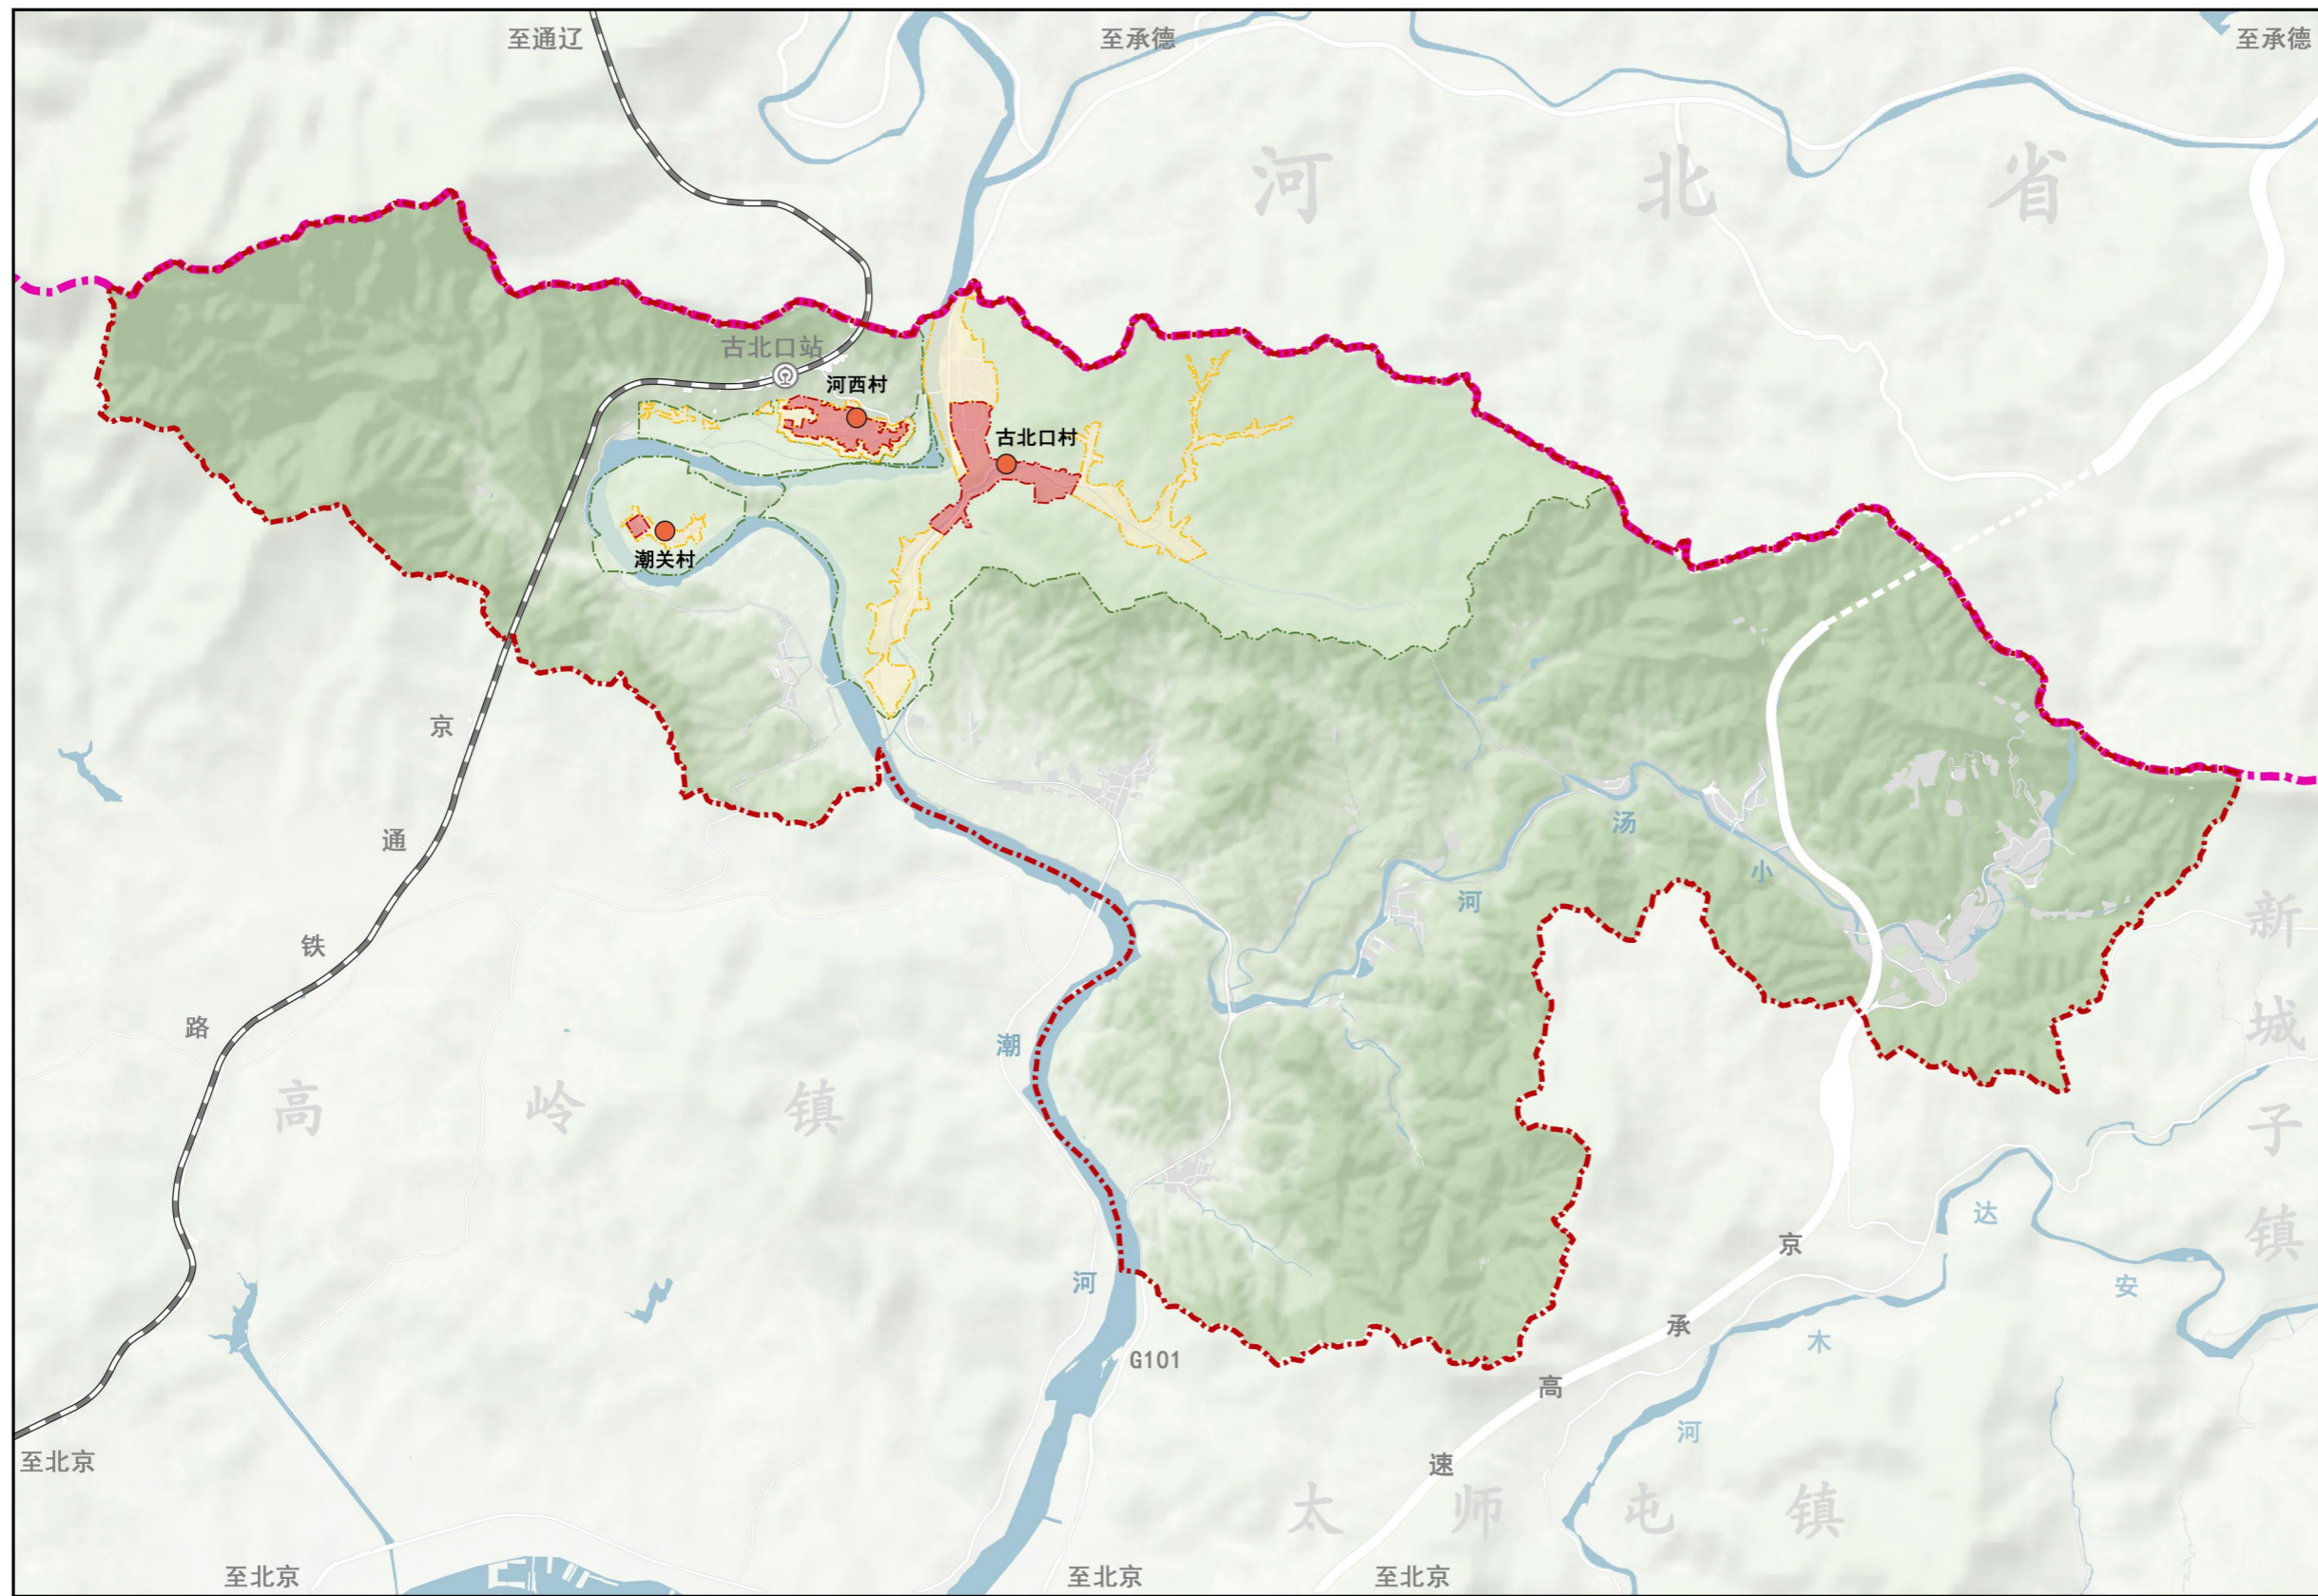 至通辽
至承德
至承德
河北省
古北口站
河西村
古北口村
潮关村
京通铁路
小汤河
潮河
高岭镇
新城子镇
安达木河
京承高速
G101
太师屯镇
至北京
至北京
至北京
至北京